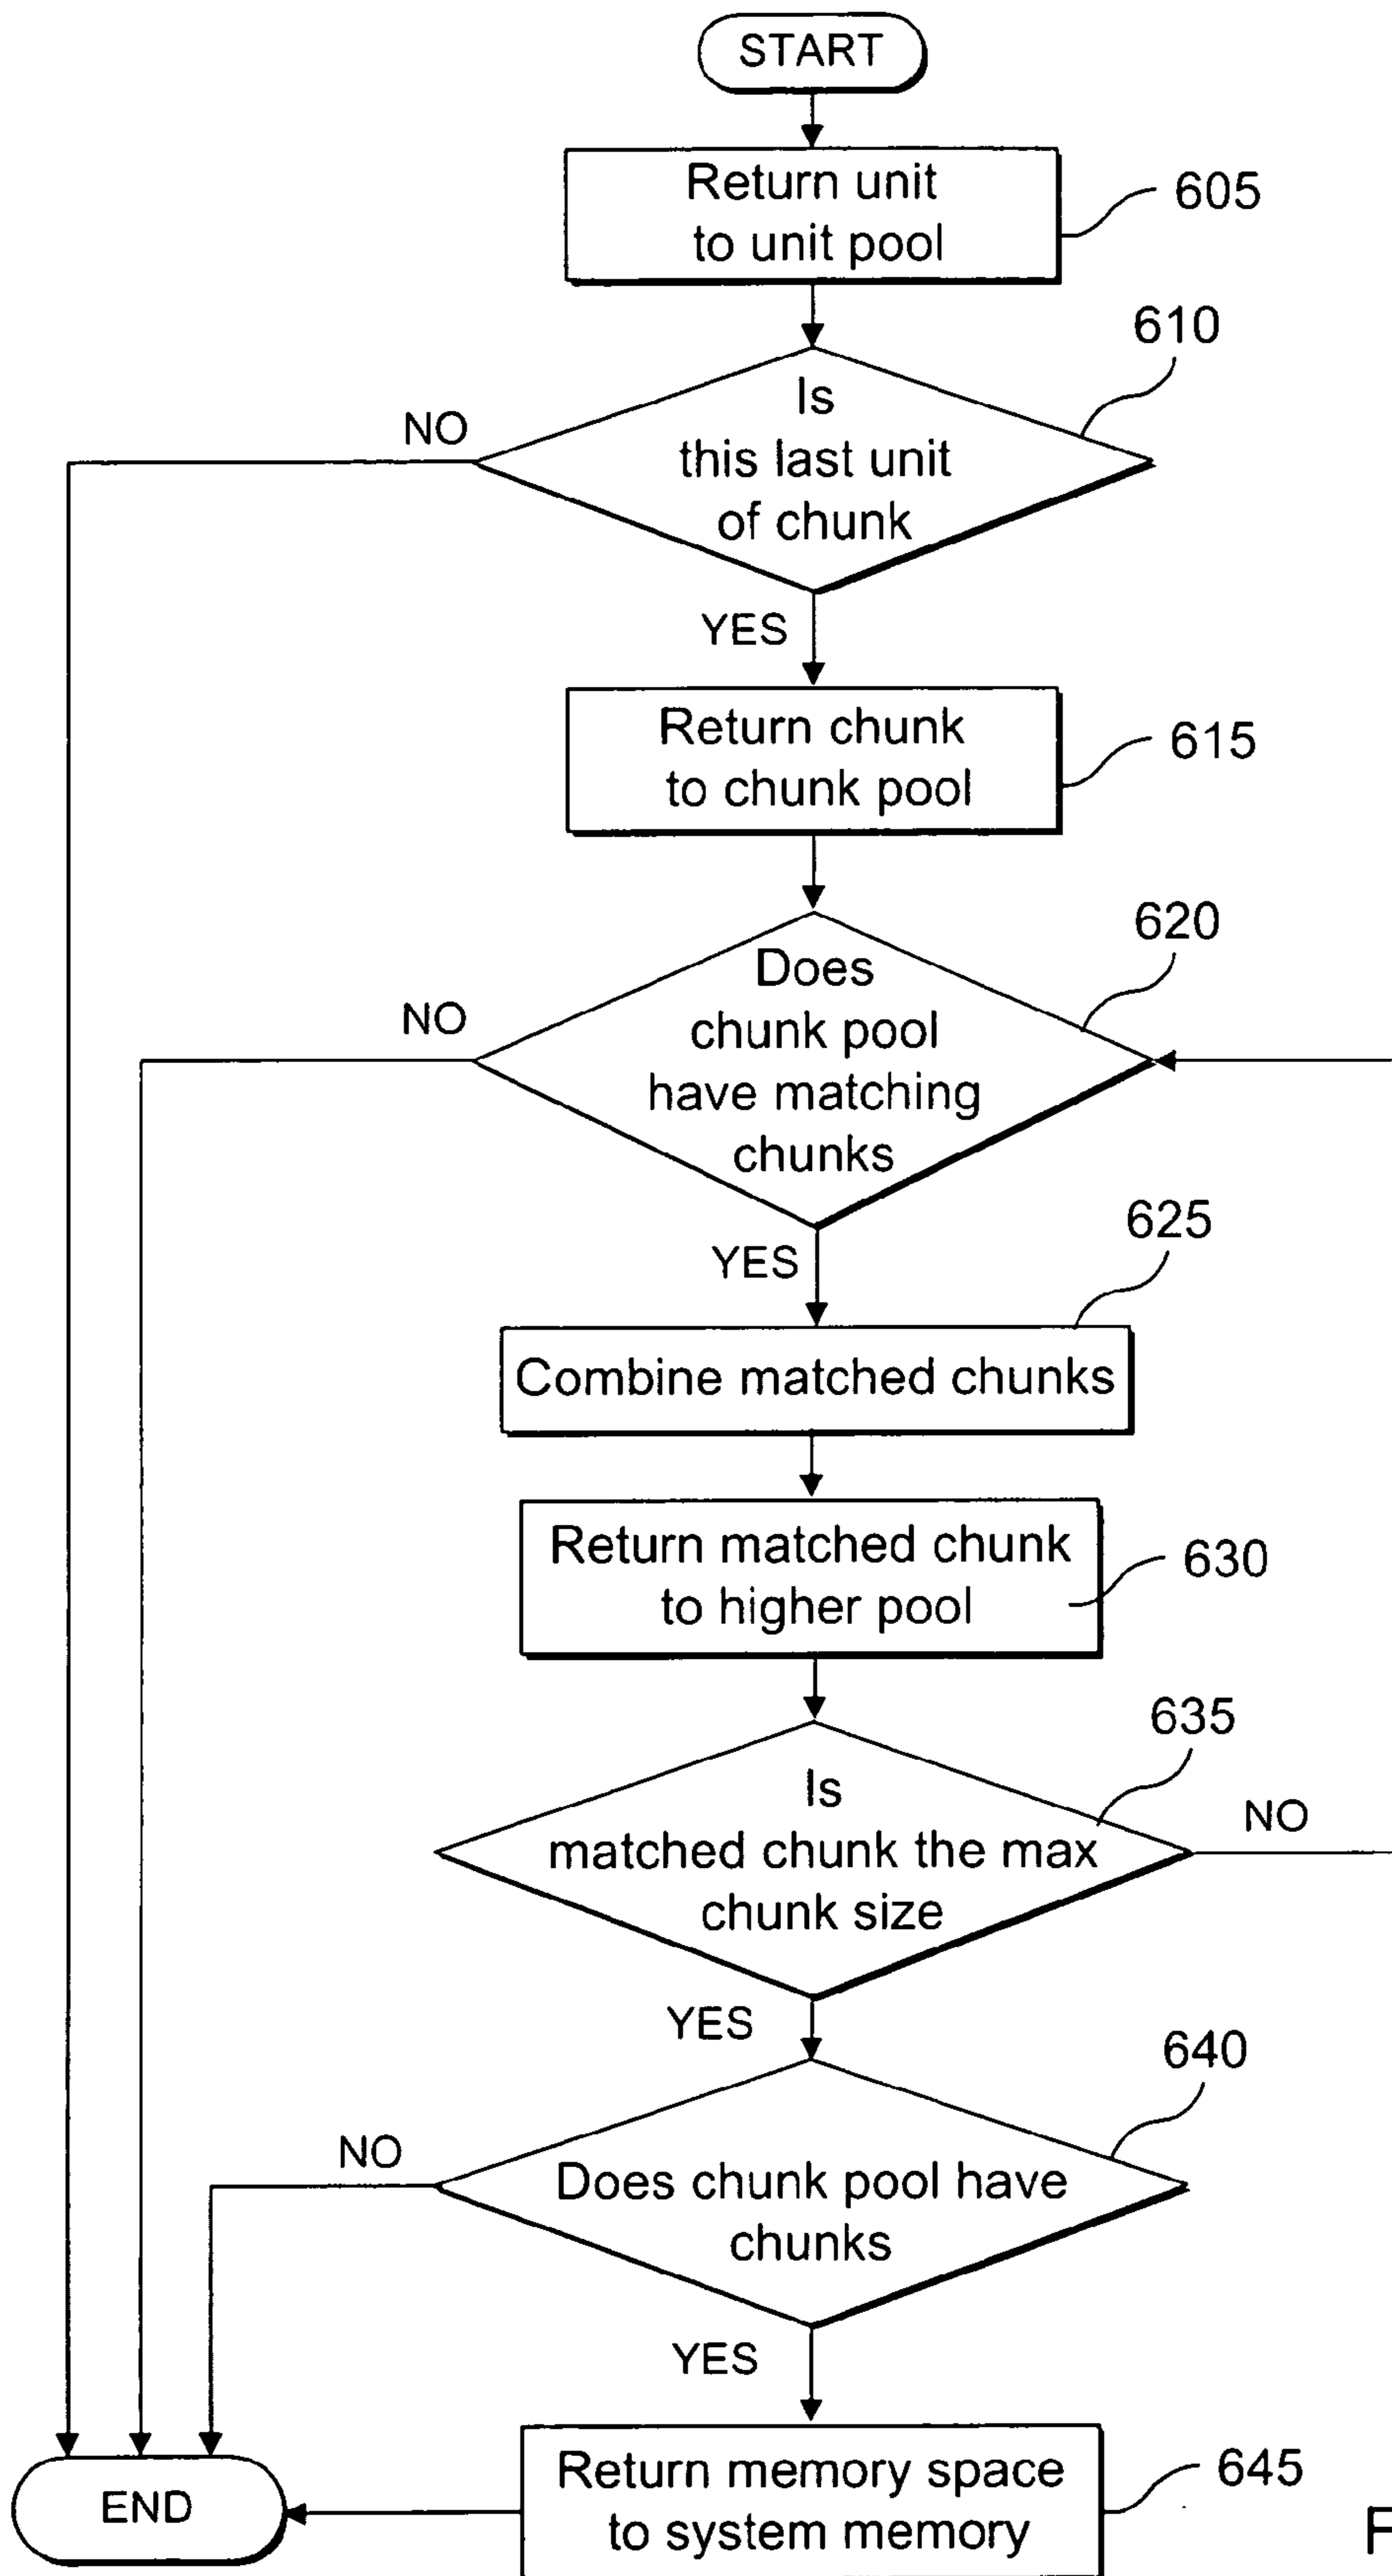 START
Return unit
to unit pool
605
610
Is
this last unit
of chunk
NO
YES
Return chunk
to chunk pool
615
620
Does
chunk pool
have matching
chunks
NO
YES
625
Combine matched chunks
Return matched chunk
to higher pool
630
635
Is
matched chunk the max
chunk size
NO
YES
640
Does chunk pool have
chunks
NO
YES
Return memory space
to system memory
645
END
F